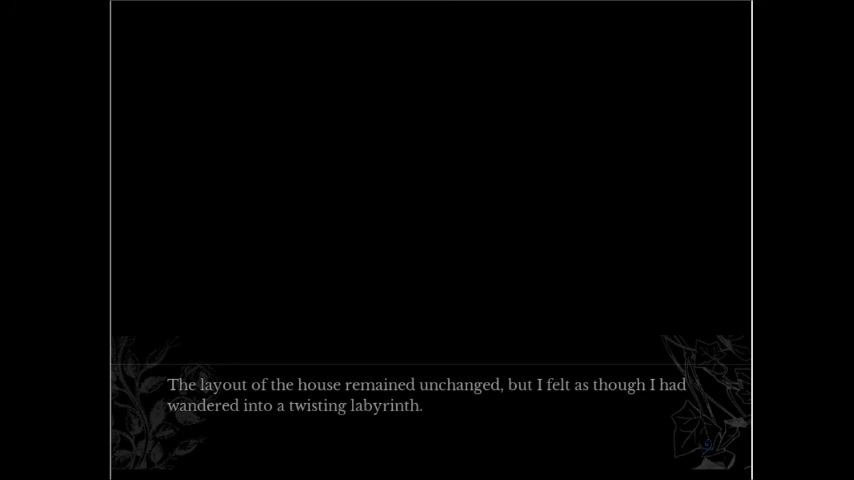 The layout of the house remained unchanged, but I felt as though I had
wandered into a twisting labyrinth.